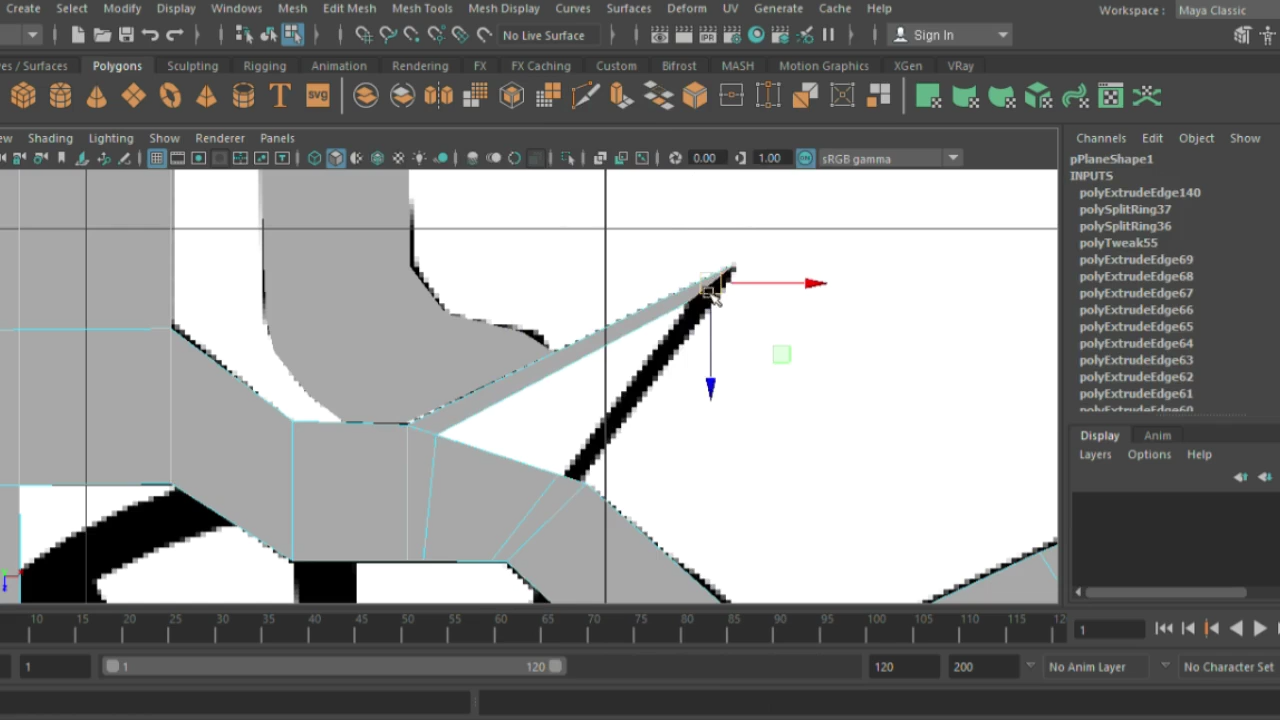 Create Select Modify Display Windows Mesh Edit Mesh Mesh Tools Mesh Display Curves Surfaces Deform UV Generate Cache Help Workspace : Maya Classic
No Live Surface Sign In
es / Surfaces Polygons Sculpting Rigging Animation Rendering FX FX Caching Custom Bifrost MASH Motion Graphics XGen VRay
T SVG
ew Shading Lighting Show Renderer Panels Channels Edit Object Show
0.00 1.00 sRGB gamma
pPlaneShape1
INPUTS
polyExtrudeEdge140
polySplitRing37
polySplitRing36
polyTweak55
polyExtrudeEdge69
polyExtrudeEdge68
polyExtrudeEdge67
polyExtrudeEdge66
polyExtrudeEdge65
polyExtrudeEdge64
polyExtrudeEdge63
polyExtrudeEdge62
polyExtrudeEdge61
polyExtrudeEdge60
Display Anim
Layers Options Help
10 15 20 25 30 35 40 45 50 55 60 65 70 75 80 85 90 95 100 105 110 115 12
1
1 1 120 120 200 No Anim Layer No Character Set